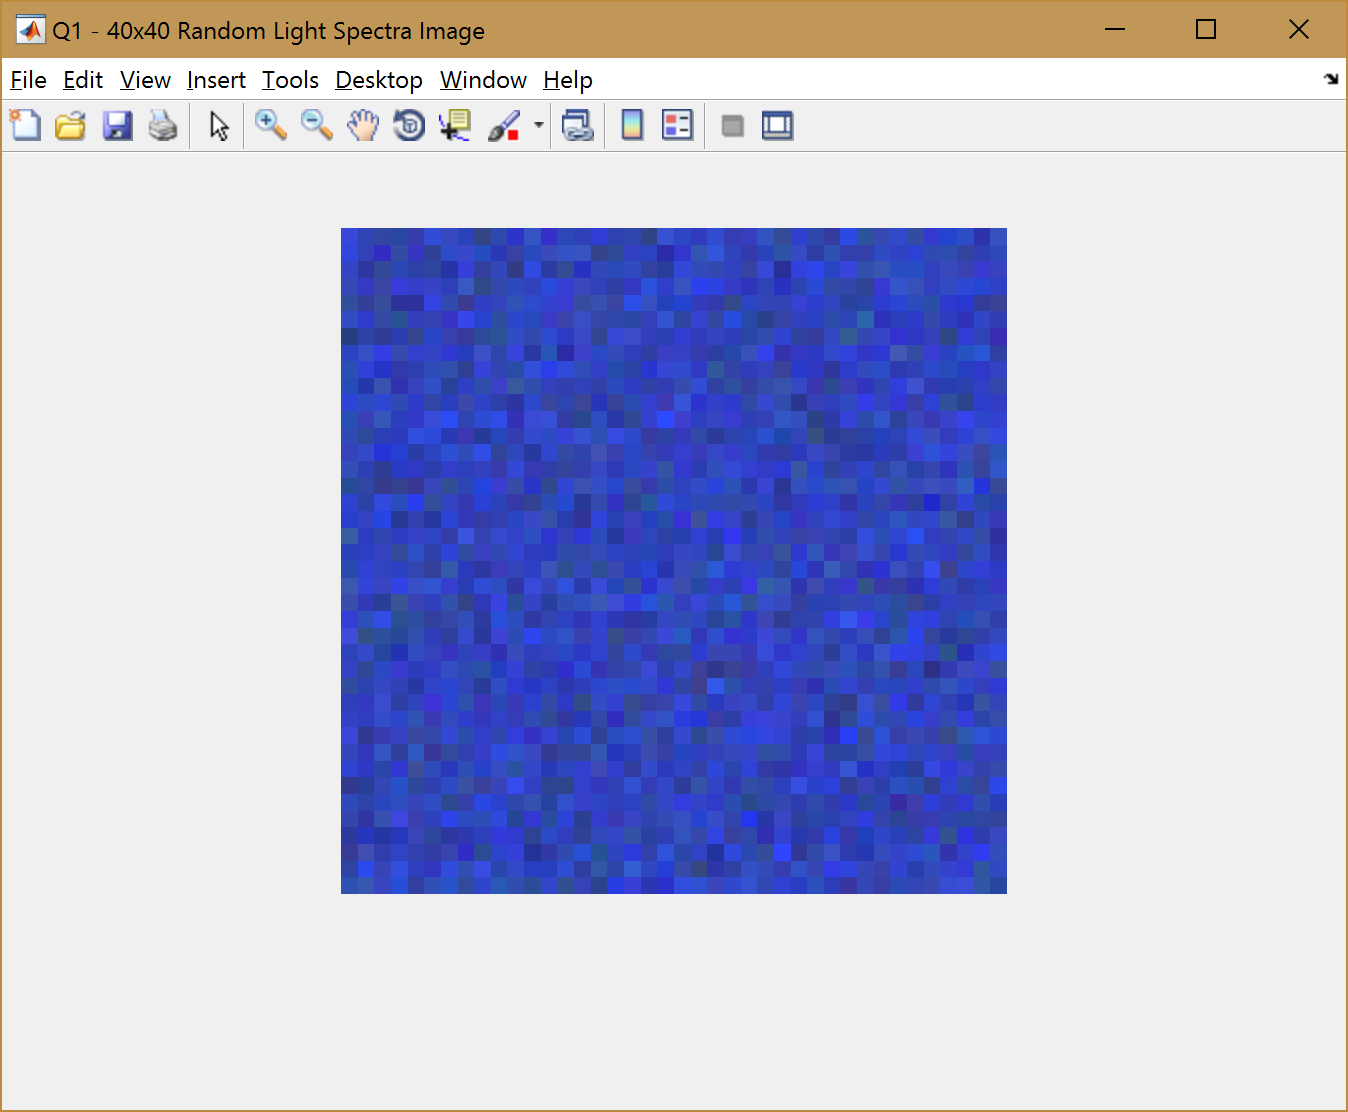 Q1 - 40x40 Random Light Spectra Image
File Edit View Insert Tools Desktop Window Help